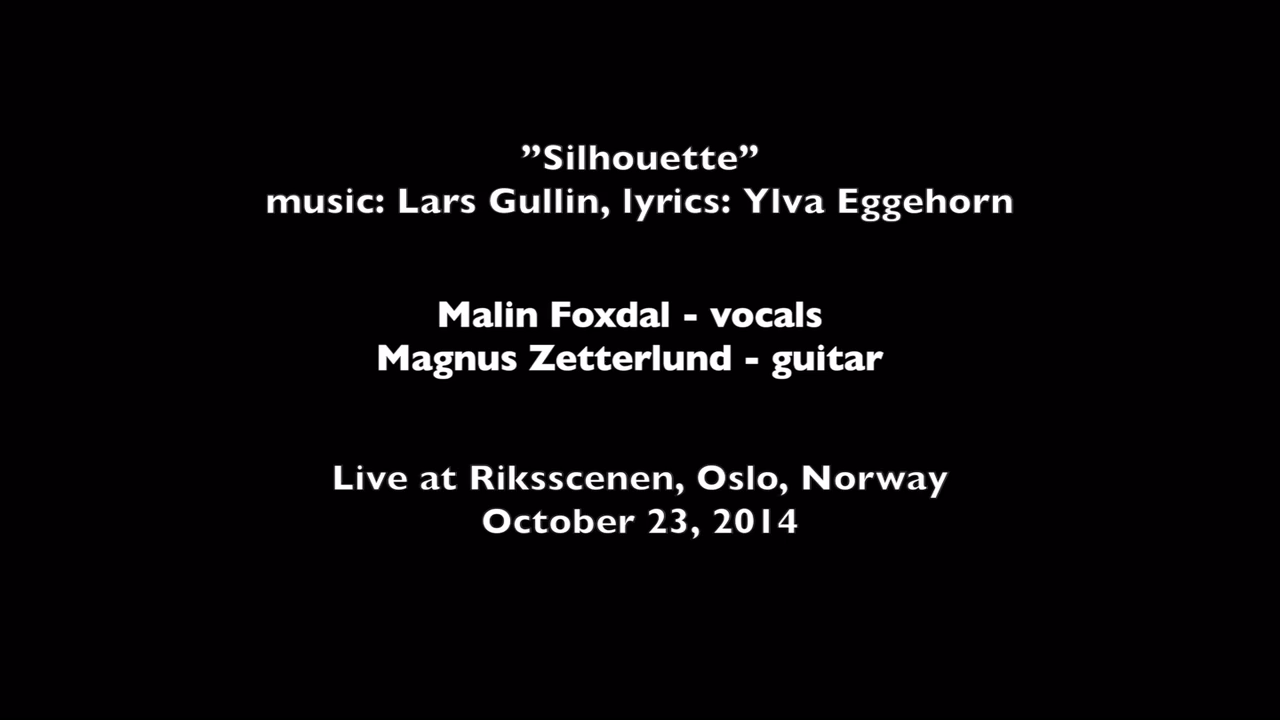 ”Silhouette”
music: Lars Gullin, lyrics: Ylva Eggehorn
Malin Foxdal - vocals
Magnus Zetterlund - guitar
Live at Riksscenen, Oslo, Norway
October 23, 2014